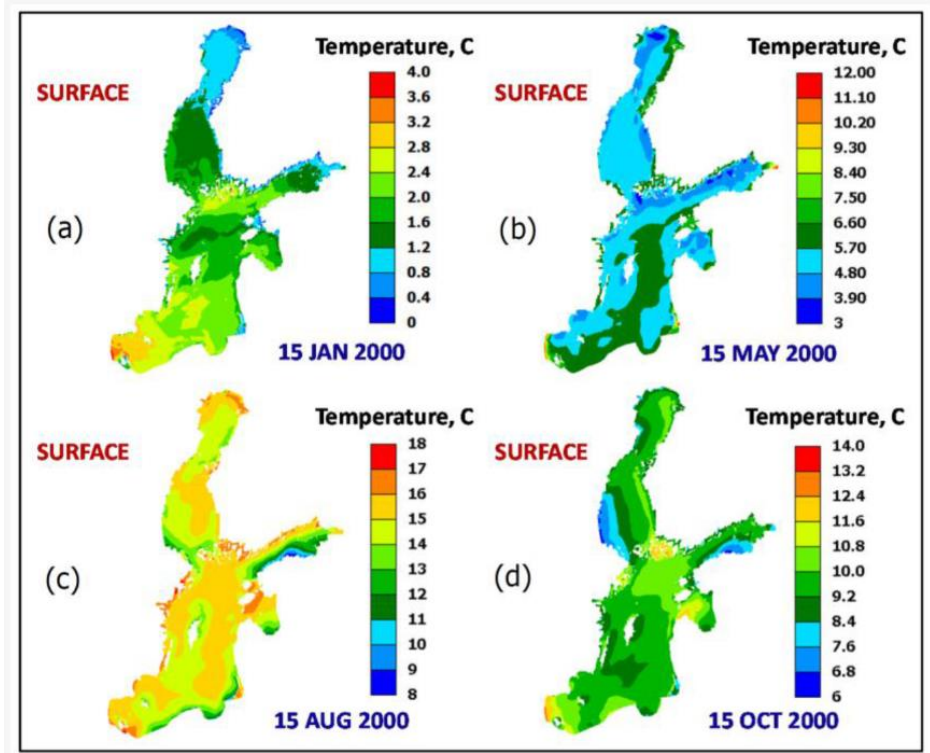 Temperature, C
SURFACE
4.0
3.6
3.2
2.8
2.4
2.0
1.6
1.2
0.8
0.4
0
(a)
15 JAN 2000
Temperature, C
SURFACE
12.00
11.10
10.20
9.30
8.40
7.50
6.60
5.70
4.80
3.90
3
(b)
15 MAY 2000
Temperature, C
SURFACE
18
17
16
15
14
13
12
11
10
9
8
(c)
15 AUG 2000
Temperature, C
SURFACE
14.0
13.2
12.4
11.6
10.8
10.0
9.2
8.4
7.6
6.8
6
(d)
15 OCT 2000